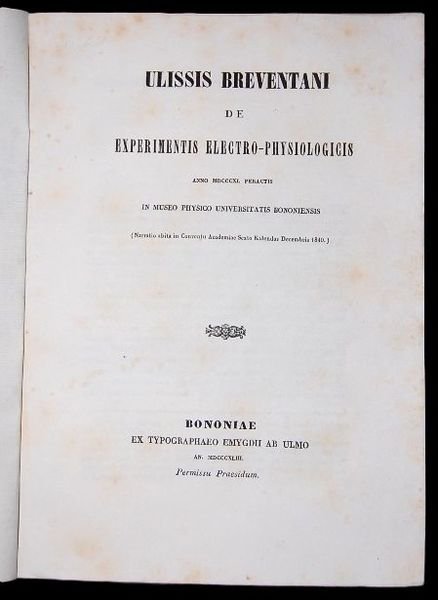 ULISSIS BREVENTANI
DE
EXPERIMENTIS ELECTRO-PHYSIOLOGICIS
ANNO MDCCCXL PERACTIS
IN MUSEO PHYSICO UNIVERSITATIS BONONIENSIS
(Narratio abita in Conventu Academiae Sexto Kalendas Decembris 1840.)
BONONIAE
EX TYPOGRAPHAEO EMYGDII AB ULMO
AN. MDCCCXLIII.
Permissu Praesidum.